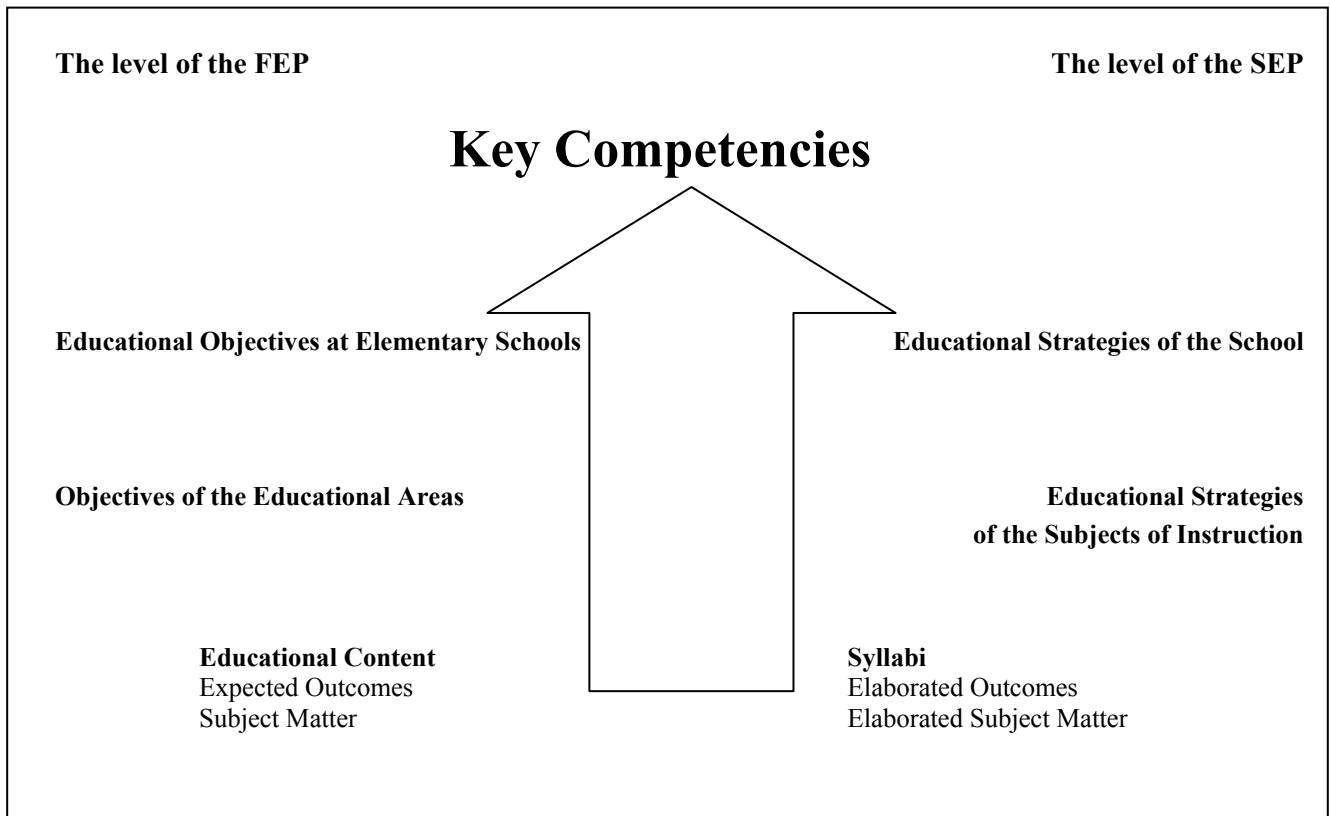 The level of the FEP
The level of the SEP
Key Competencies
Educational Objectives at Elementary Schools
Educational Strategies of the School
Objectives of the Educational Areas
Educational Strategies
of the Subjects of Instruction
Educational Content
Expected Outcomes
Subject Matter
Syllabi
Elaborated Outcomes
Elaborated Subject Matter